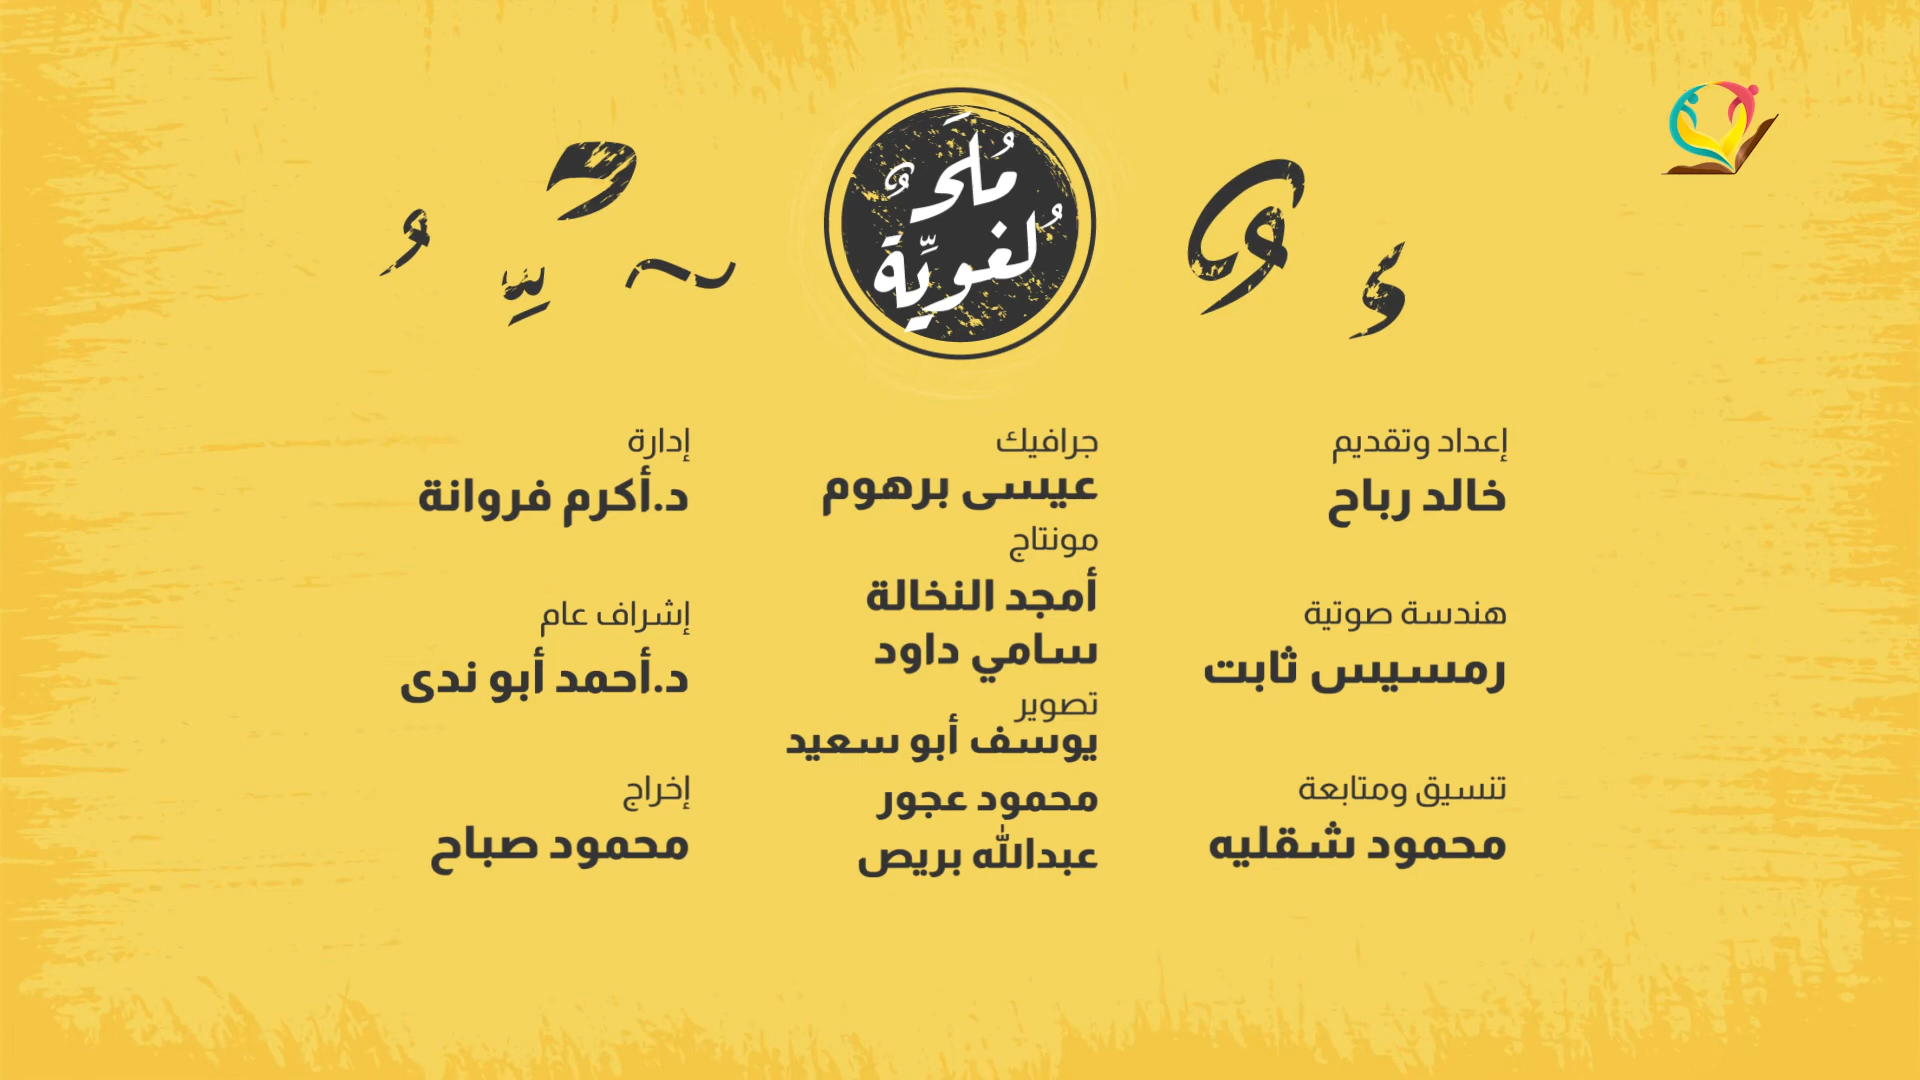 مُلَحٌ
لُغويَّةٌ
إعداد وتقديم
خالد رباح
هندسة صوتية
رمسيس ثابت
تنسيق ومتابعة
محمود شقليه
جرافيك
عيسى برهوم
مونتاج
أمجد النخالة
سامي داود
تصوير
يوسف أبو سعيد
محمود عجور
عبدالله بريص
إدارة
د.أكرم فروانة
إشراف عام
د.أحمد أبو ندى
إخراج
محمود صباح